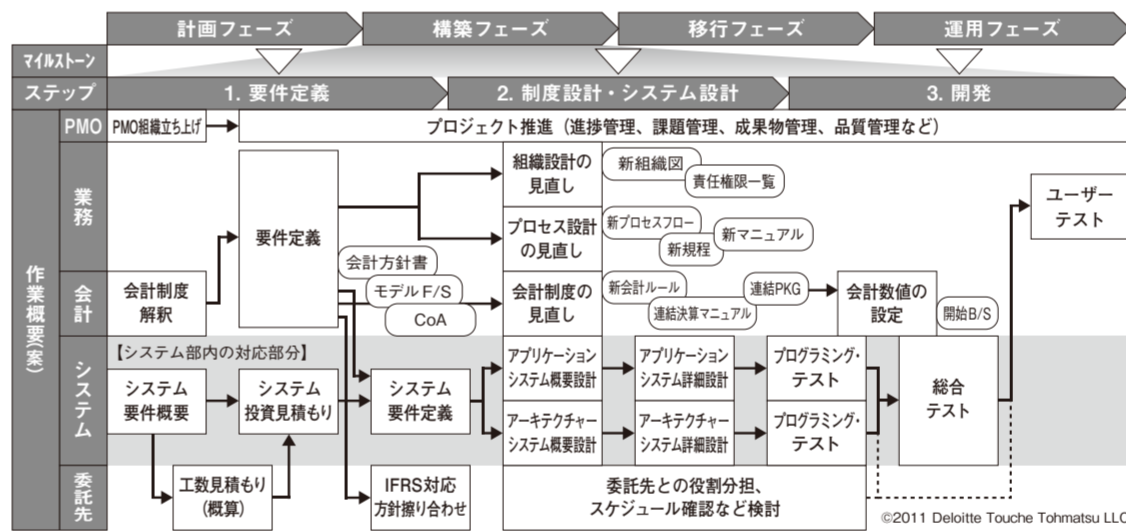 計画フェーズ
構築フェーズ
移行フェーズ
運用フェーズ
マイルストーン
ステップ
1. 要件定義
2. 制度設計・システム設計
3. 開発
作業概要(案)
PMO
PMO組織立ち上げ
プロジェクト推進（進捗管理、課題管理、成果物管理、品質管理など）
業務
要件定義
組織設計の
見直し
新組織図
責任権限一覧
プロセス設計
の見直し
新プロセスフロー
新規程
新マニュアル
ユーザー
テスト
会計
会計制度
解釈
会計方針書
モデルF/S
CoA
会計制度の
見直し
新会計ルール
連結決算マニュアル
連結PKG
会計数値の
設定
開始B/S
システム
【システム部内の対応部分】
システム
要件概要
システム
投資見積もり
システム
要件定義
アプリケーション
システム概要設計
アプリケーション
システム詳細設計
プログラミング・
テスト
アーキテクチャー
システム概要設計
アーキテクチャー
システム詳細設計
プログラミング・
テスト
総合
テスト
委託先
工数見積もり
(概算)
IFRS対応
方針擦り合わせ
委託先との役割分担、
スケジュール確認など検討
©2011 Deloitte Touche Tohmatsu LLC